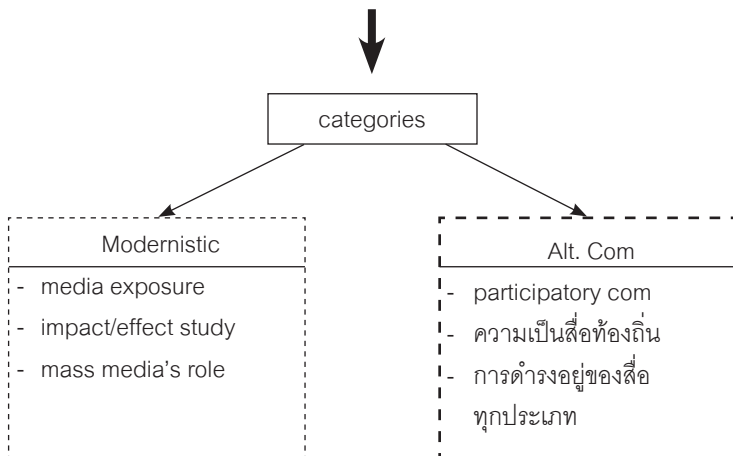 categories
Modernistic
- media exposure
- impact/effect study
- mass media's role
Alt. Com
- participatory com
- ความเป็นสื่อท้องถิ่น
- การดำรงอยู่ของสื่อ
ทุกประเภท